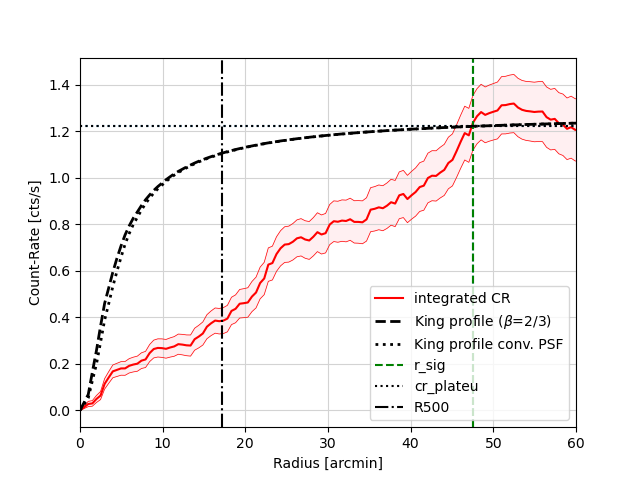 1.4
1.2
1.0
0.8
0.6
0.4
0.2
0.0
Count-Rate [cts/s]
integrated CR
King profile (β=2/3)
King profile conv. PSF
r_sig
cr_plateu
R500
0 10 20 30 40 50 60
Radius [arcmin]